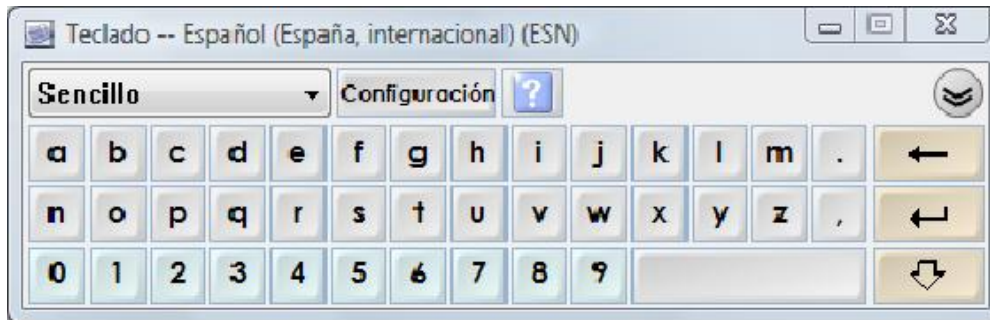 Teclado -- Español (España, internacional) (ESN)
Sencillo Configuración ?
a b c d e f g h i j k l m .
n o p q r s t u v w x y z ,
0 1 2 3 4 5 6 7 8 9